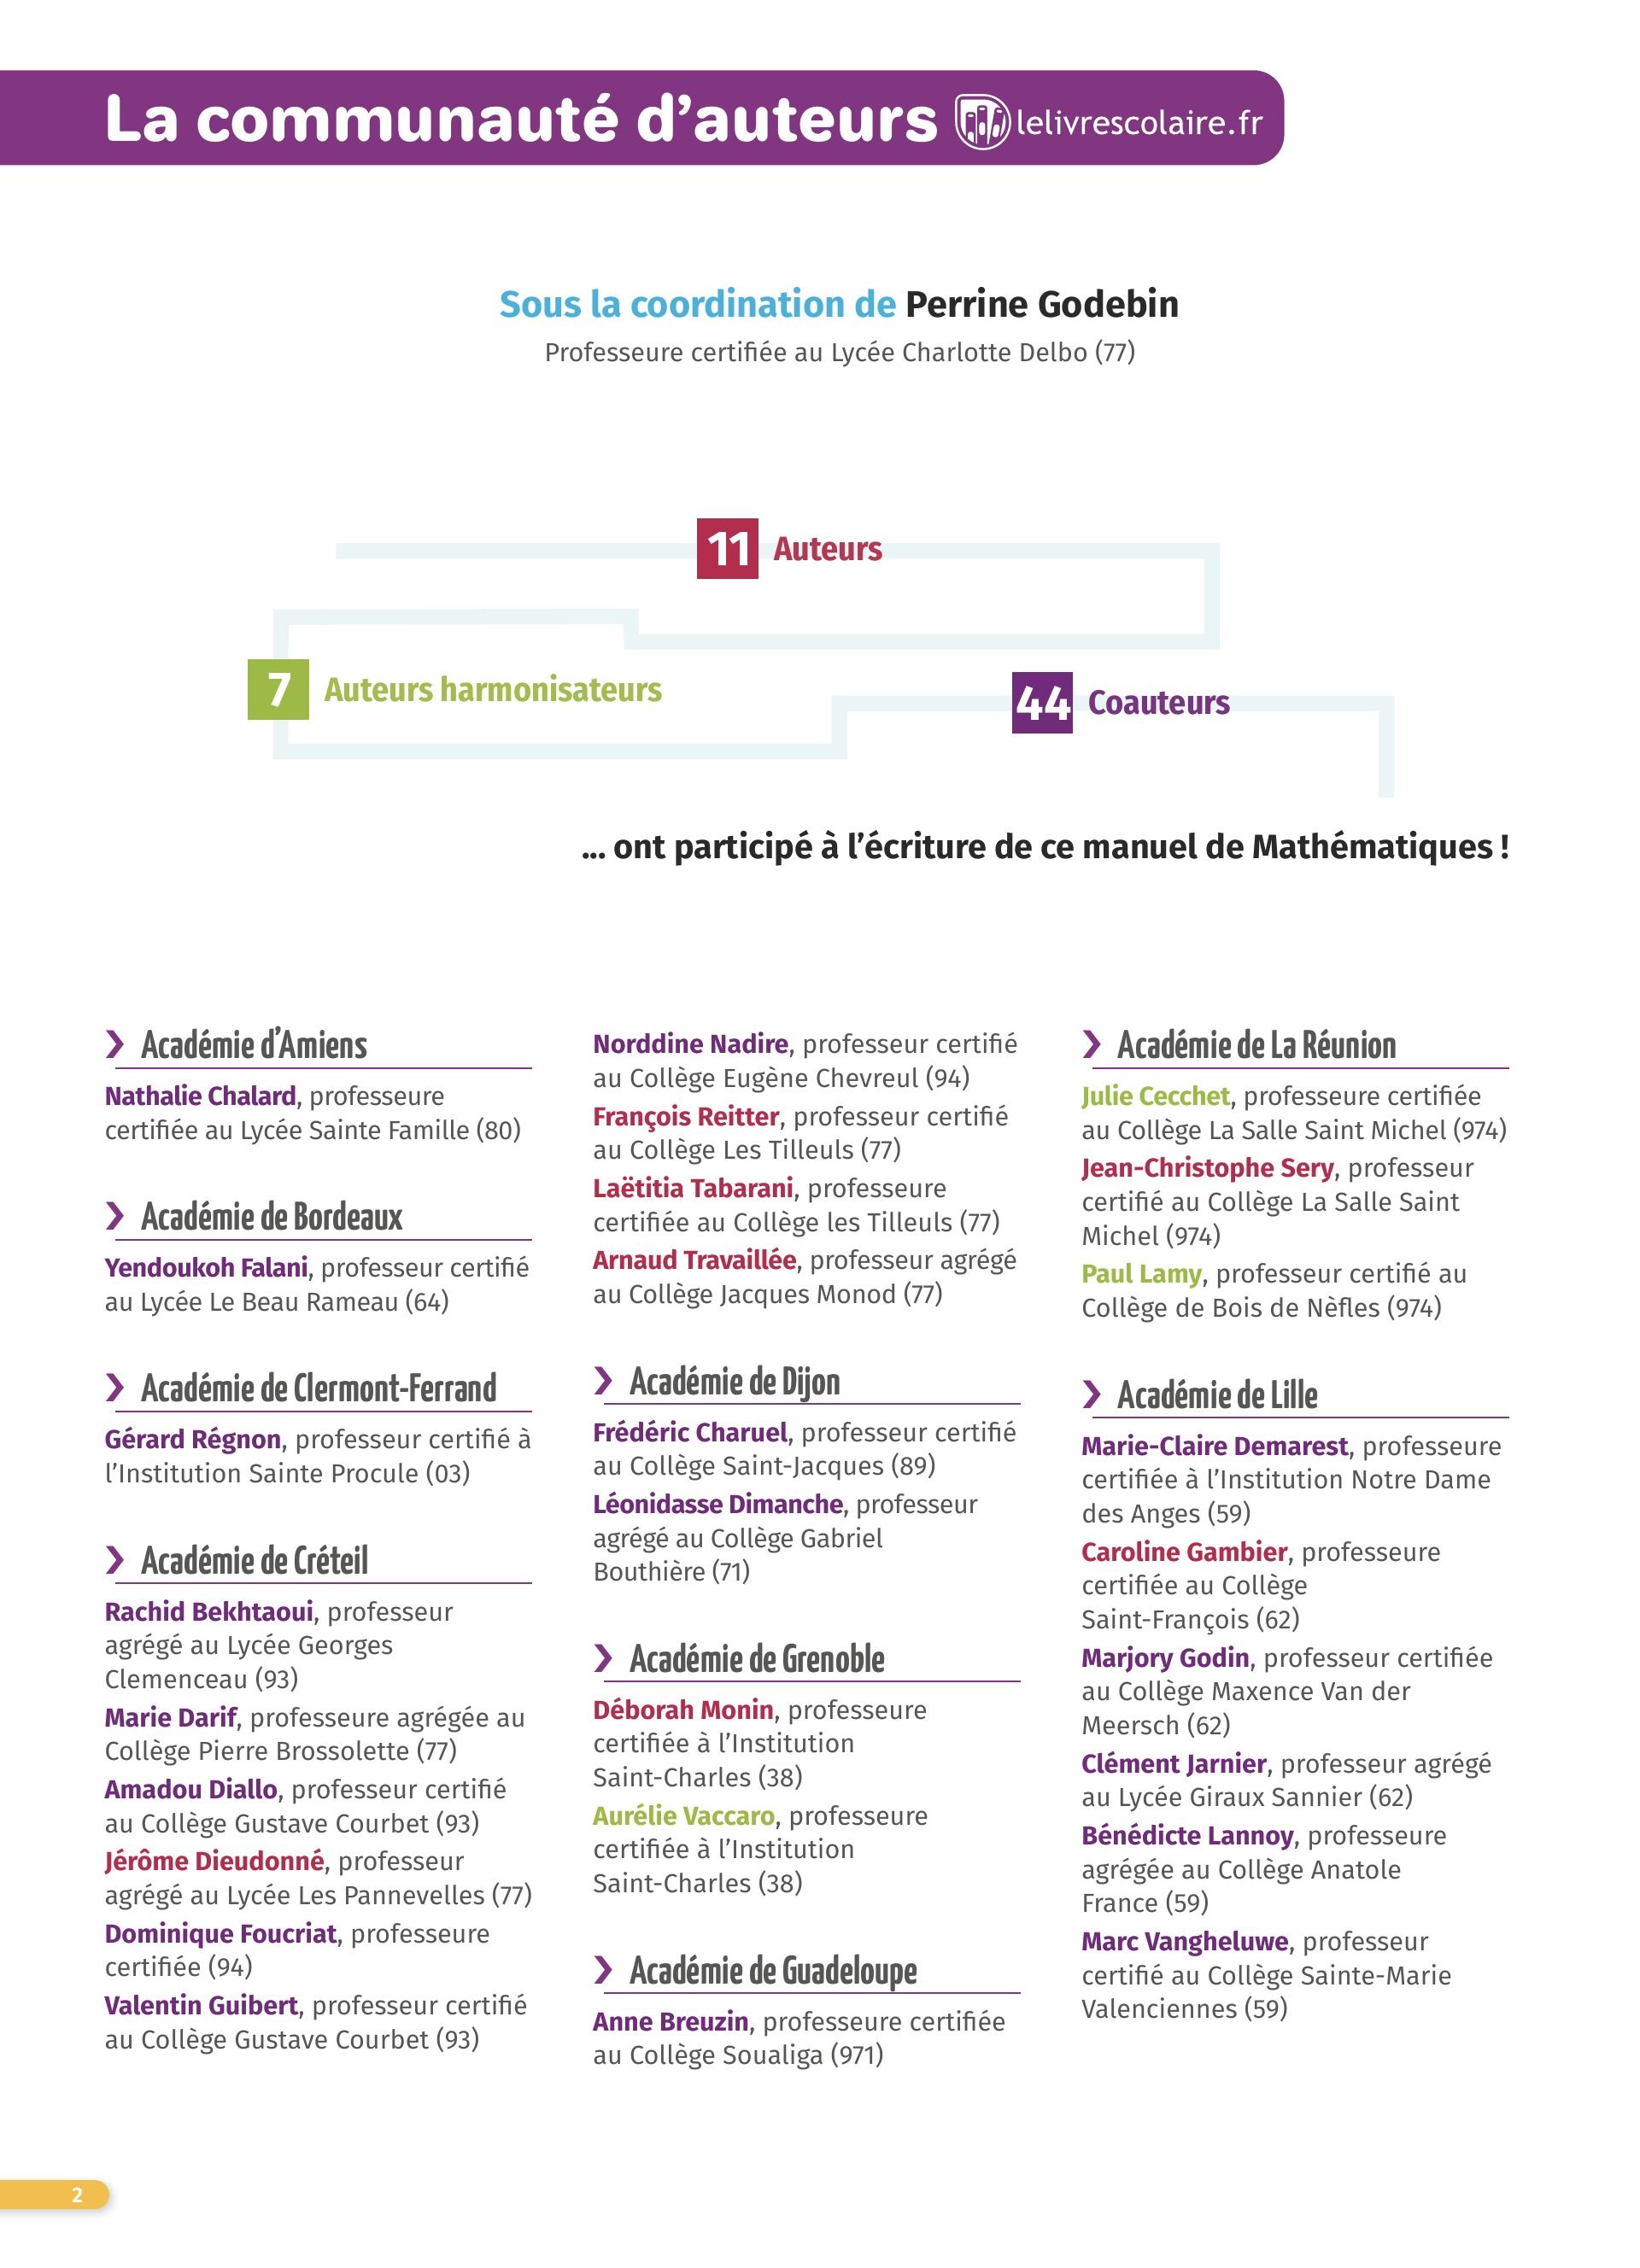 La communauté d’auteurs lelivrescolaire.fr
Sous la coordination de Perrine Godebin
Professeure certifiée au Lycée Charlotte Delbo (77)
11 Auteurs
7 Auteurs harmonisateurs
44 Coauteurs
... ont participé à l’écriture de ce manuel de Mathématiques !
❯ Académie d’Amiens
Nathalie Chalard, professeure
certifiée au Lycée Sainte Famille (80)
❯ Académie de Bordeaux
Yendoukoh Falani, professeur certifié
au Lycée Le Beau Rameau (64)
❯ Académie de Clermont-Ferrand
Gérard Régnon, professeur certifié à
l’Institution Sainte Procule (03)
❯ Académie de Créteil
Rachid Bekhtaoui, professeur
agrégé au Lycée Georges
Clemenceau (93)
Marie Darif, professeure agrégée au
Collège Pierre Brossolette (77)
Amadou Diallo, professeur certifié
au Collège Gustave Courbet (93)
Jérôme Dieudonné, professeur
agrégé au Lycée Les Pannevelles (77)
Dominique Foucriat, professeure
certifiée (94)
Valentin Guibert, professeur certifié
au Collège Gustave Courbet (93)
Norddine Nadire, professeur certifié
au Collège Eugène Chevreul (94)
François Reitter, professeur certifié
au Collège Les Tilleuls (77)
Laëtitia Tabarani, professeure
certifiée au Collège les Tilleuls (77)
Arnaud Travaillée, professeur agrégé
au Collège Jacques Monod (77)
❯ Académie de Dijon
Frédéric Charuel, professeur certifié
au Collège Saint-Jacques (89)
Léonidasse Dimanche, professeur
agrégé au Collège Gabriel
Bouthière (71)
❯ Académie de Grenoble
Déborah Monin, professeure
certifiée à l’Institution
Saint-Charles (38)
Aurélie Vaccaro, professeure
certifiée à l’Institution
Saint-Charles (38)
❯ Académie de Guadeloupe
Anne Breuzin, professeure certifiée
au Collège Soualiga (971)
❯ Académie de La Réunion
Julie Cecchet, professeure certifiée
au Collège La Salle Saint Michel (974)
Jean-Christophe Sery, professeur
certifié au Collège La Salle Saint
Michel (974)
Paul Lamy, professeur certifié au
Collège de Bois de Nèfles (974)
❯ Académie de Lille
Marie-Claire Demarest, professeure
certifiée à l’Institution Notre Dame
des Anges (59)
Caroline Gambier, professeure
certifiée au Collège
Saint-François (62)
Marjory Godin, professeur certifiée
au Collège Maxence Van der
Meersch (62)
Clément Jarnier, professeur agrégé
au Lycée Giraux Sannier (62)
Bénédicte Lannoy, professeure
agrégée au Collège Anatole
France (59)
Marc Vangheluwe, professeur
certifié au Collège Sainte-Marie
Valenciennes (59)
2